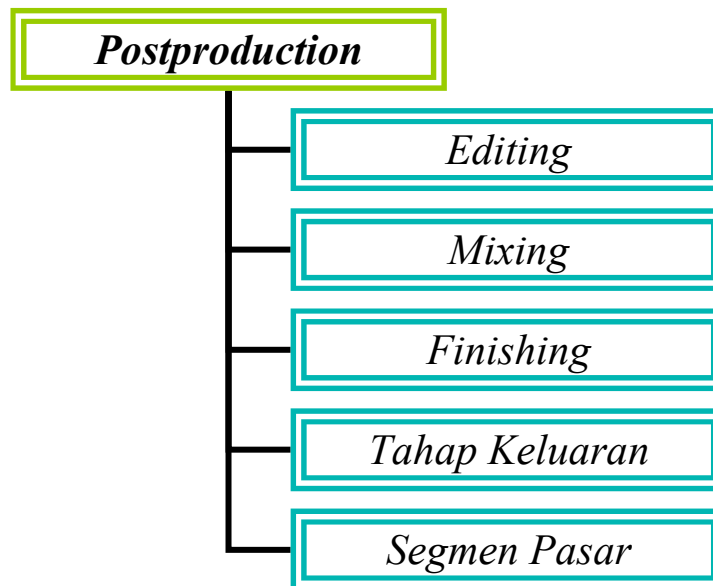 Postproduction
Editing
Mixing
Finishing
Tahap Keluaran
Segmen Pasar